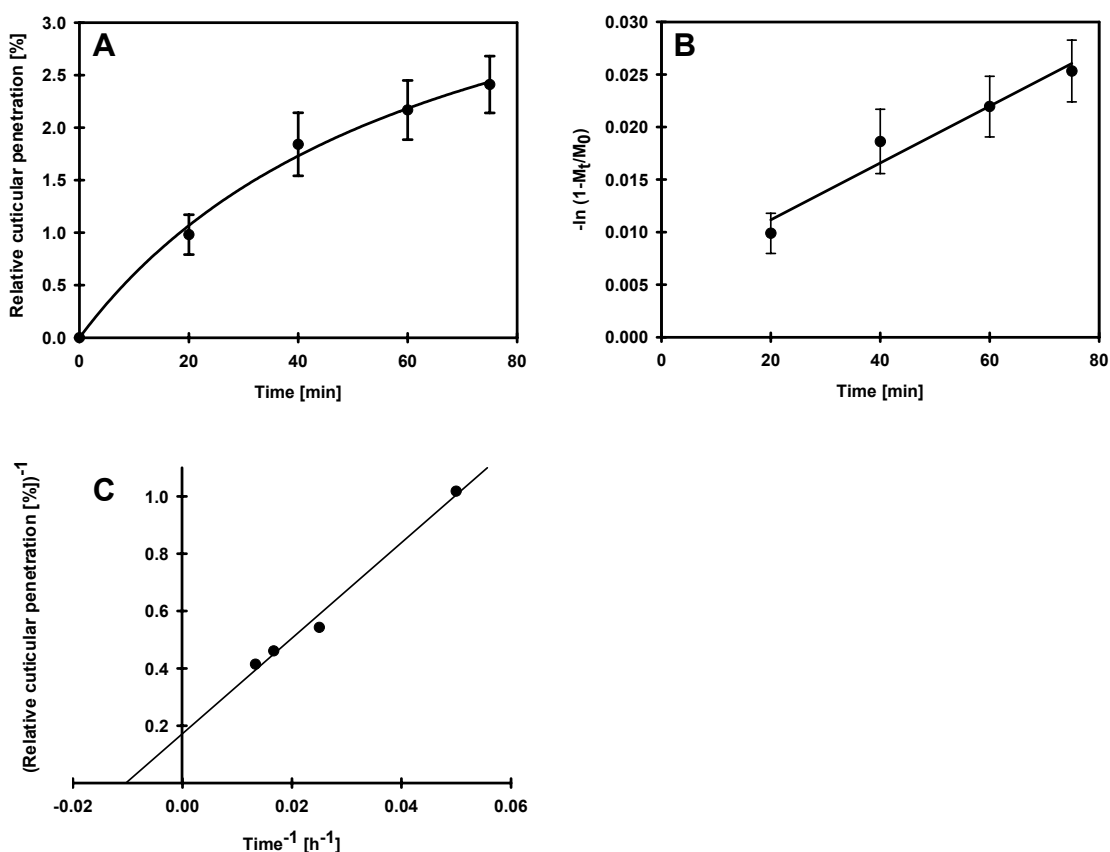 A
Relative cuticular penetration [%]
3.0
2.5
2.0
1.5
1.0
0.5
0.0
0 20 40 60 80
Time [min]
B
-ln (1-Mt/M0)
0.030
0.025
0.020
0.015
0.010
0.005
0.000
0 20 40 60 80
Time [min]
C
(Relative cuticular penetration [%])-1
1.0
0.8
0.6
0.4
0.2
-0.02 0.00 0.02 0.04 0.06
Time-1 [h-1]